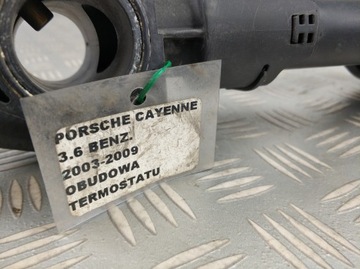 PORSCHE CAYENNE
3.6 BENZ.
2003-2009
OBUDOWA
TERMOSTATU